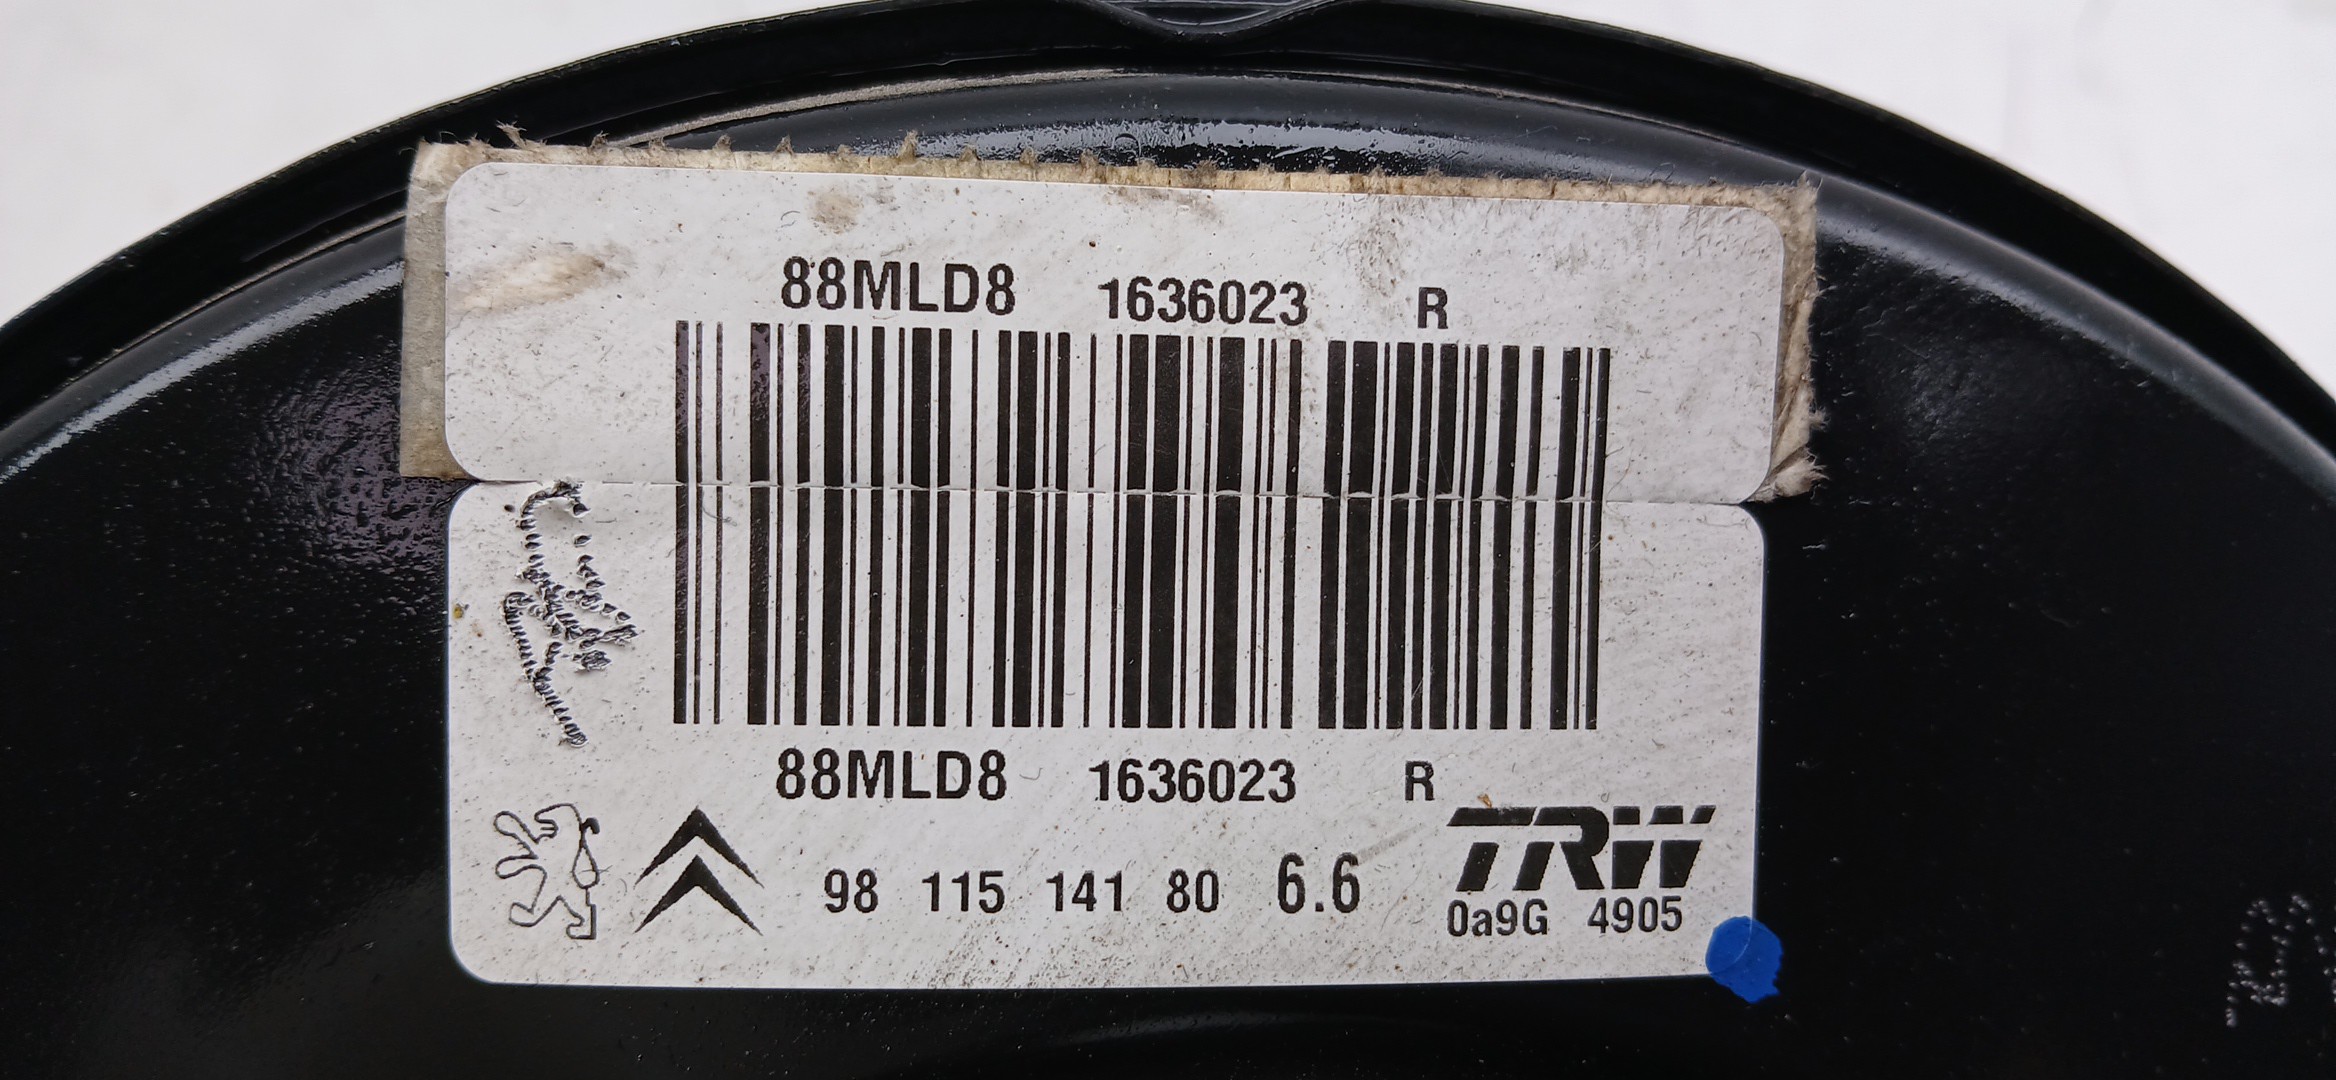 88MLD8 1636023 R
88MLD8 1636023 R
98 115 141 80 6.6 TRW
0a9G 4905